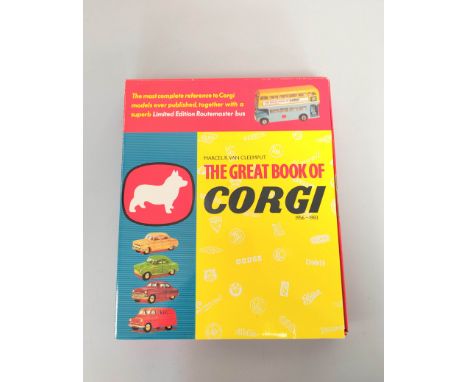 The most complete reference to Corgi
models ever published, together with a
superb Limited Edition Routemaster bus
MARCEL R. VAN CLEEMPUT
THE GREAT BOOK OF
CORGI
1956-1983